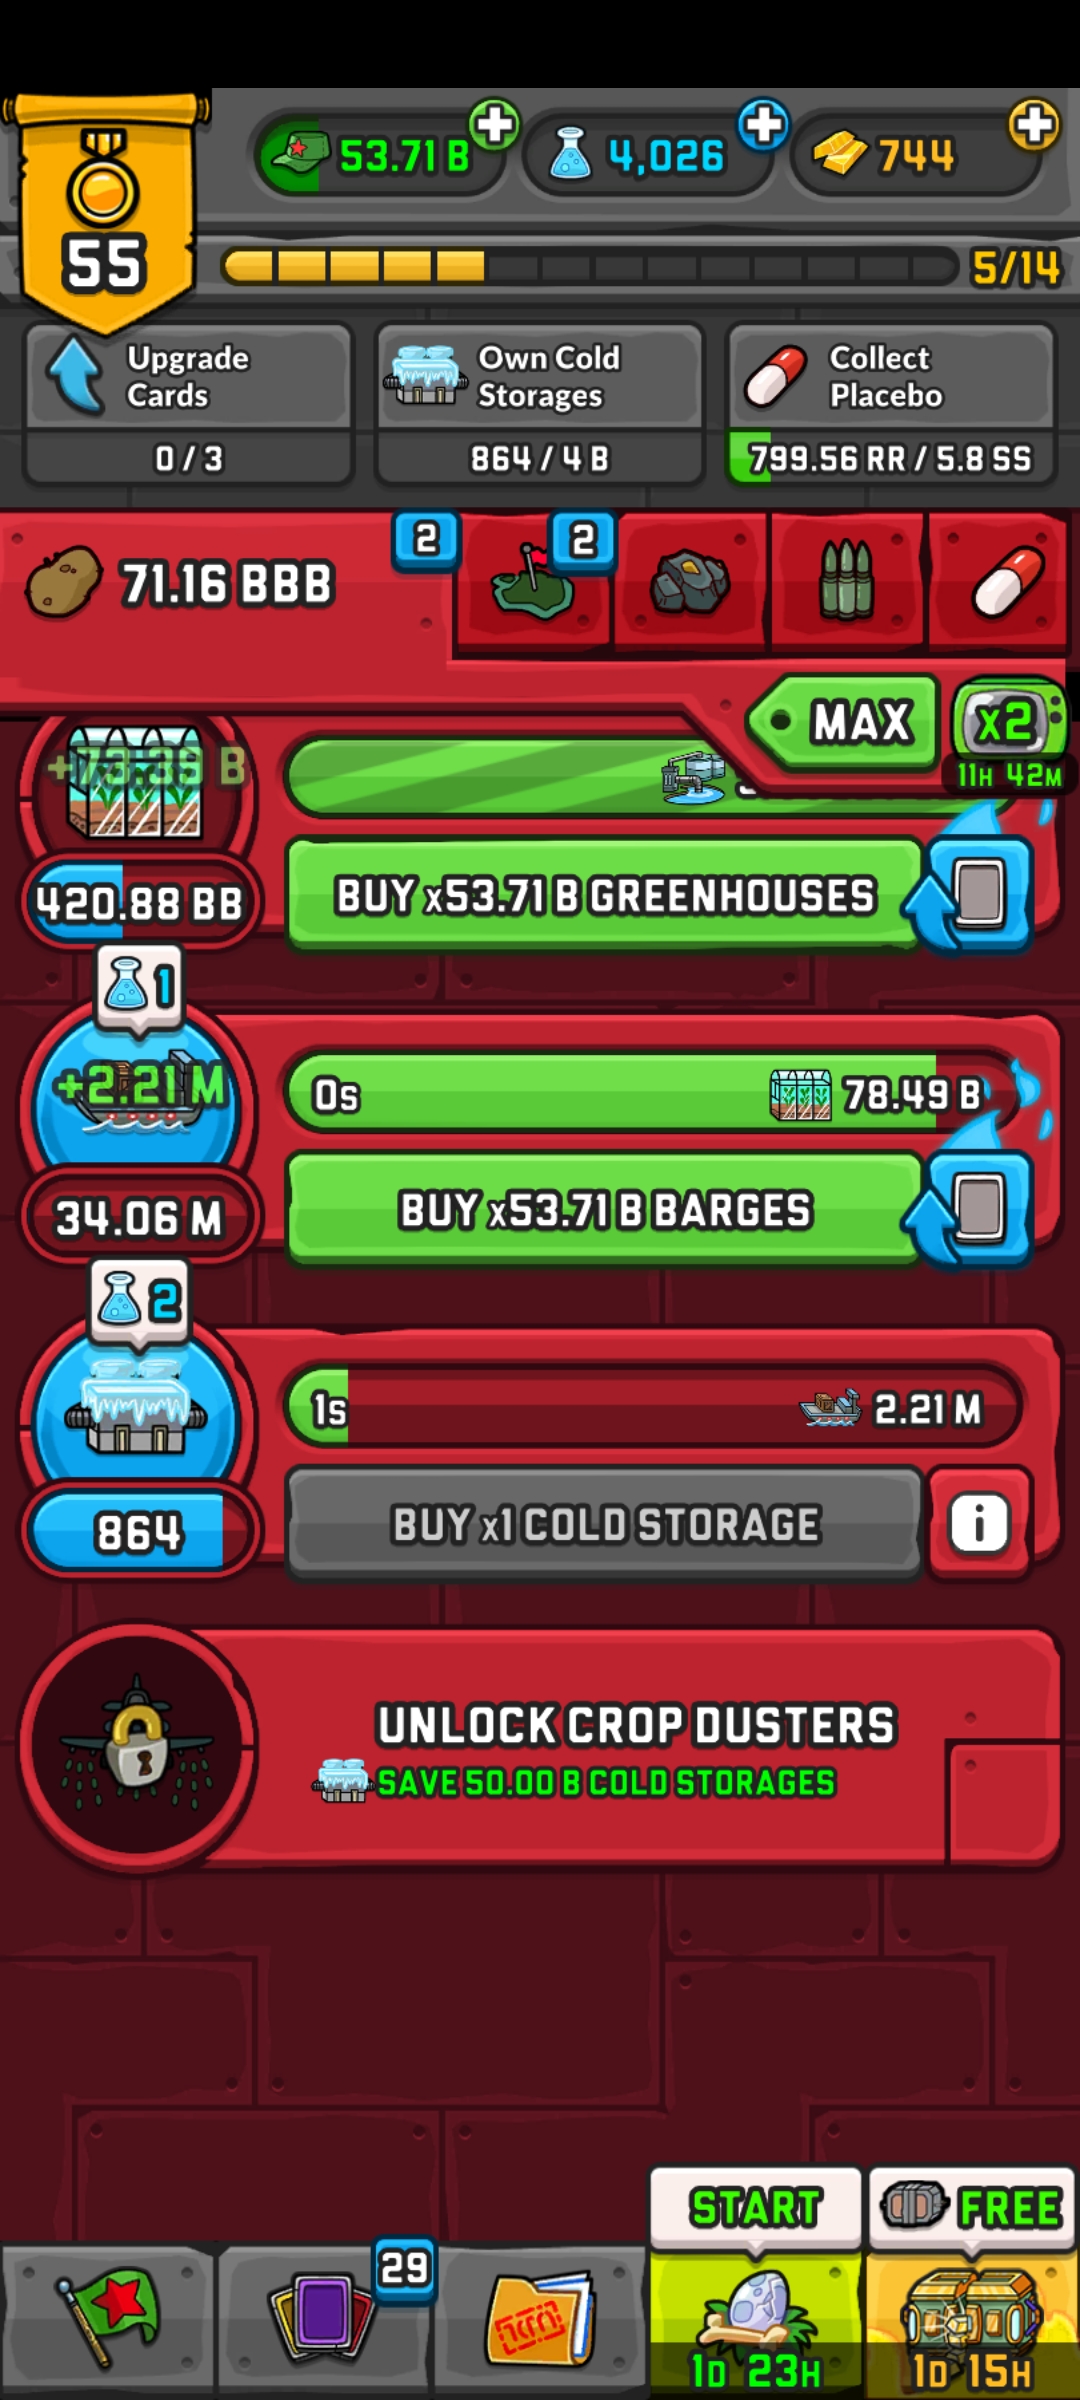 53.71 B
4,026
744
55
5/14
Upgrade
Cards
0 / 3
Own Cold
Storages
864 / 4 B
Collect
Placebo
799.56 RR / 5.8 SS
71.16 BBB
2
2
MAX
x2
11H 42M
+73.39 B
420.88 BB
BUY x53.71 B GREENHOUSES
1
+2.21 M
0s
78.49 B
34.06 M
BUY x53.71 B BARGES
2
1s
2.21 M
864
BUY x1 COLD STORAGE
i
UNLOCK CROP DUSTERS
SAVE 50.00 B COLD STORAGES
START
FREE
29
1D 23H
1D 15H